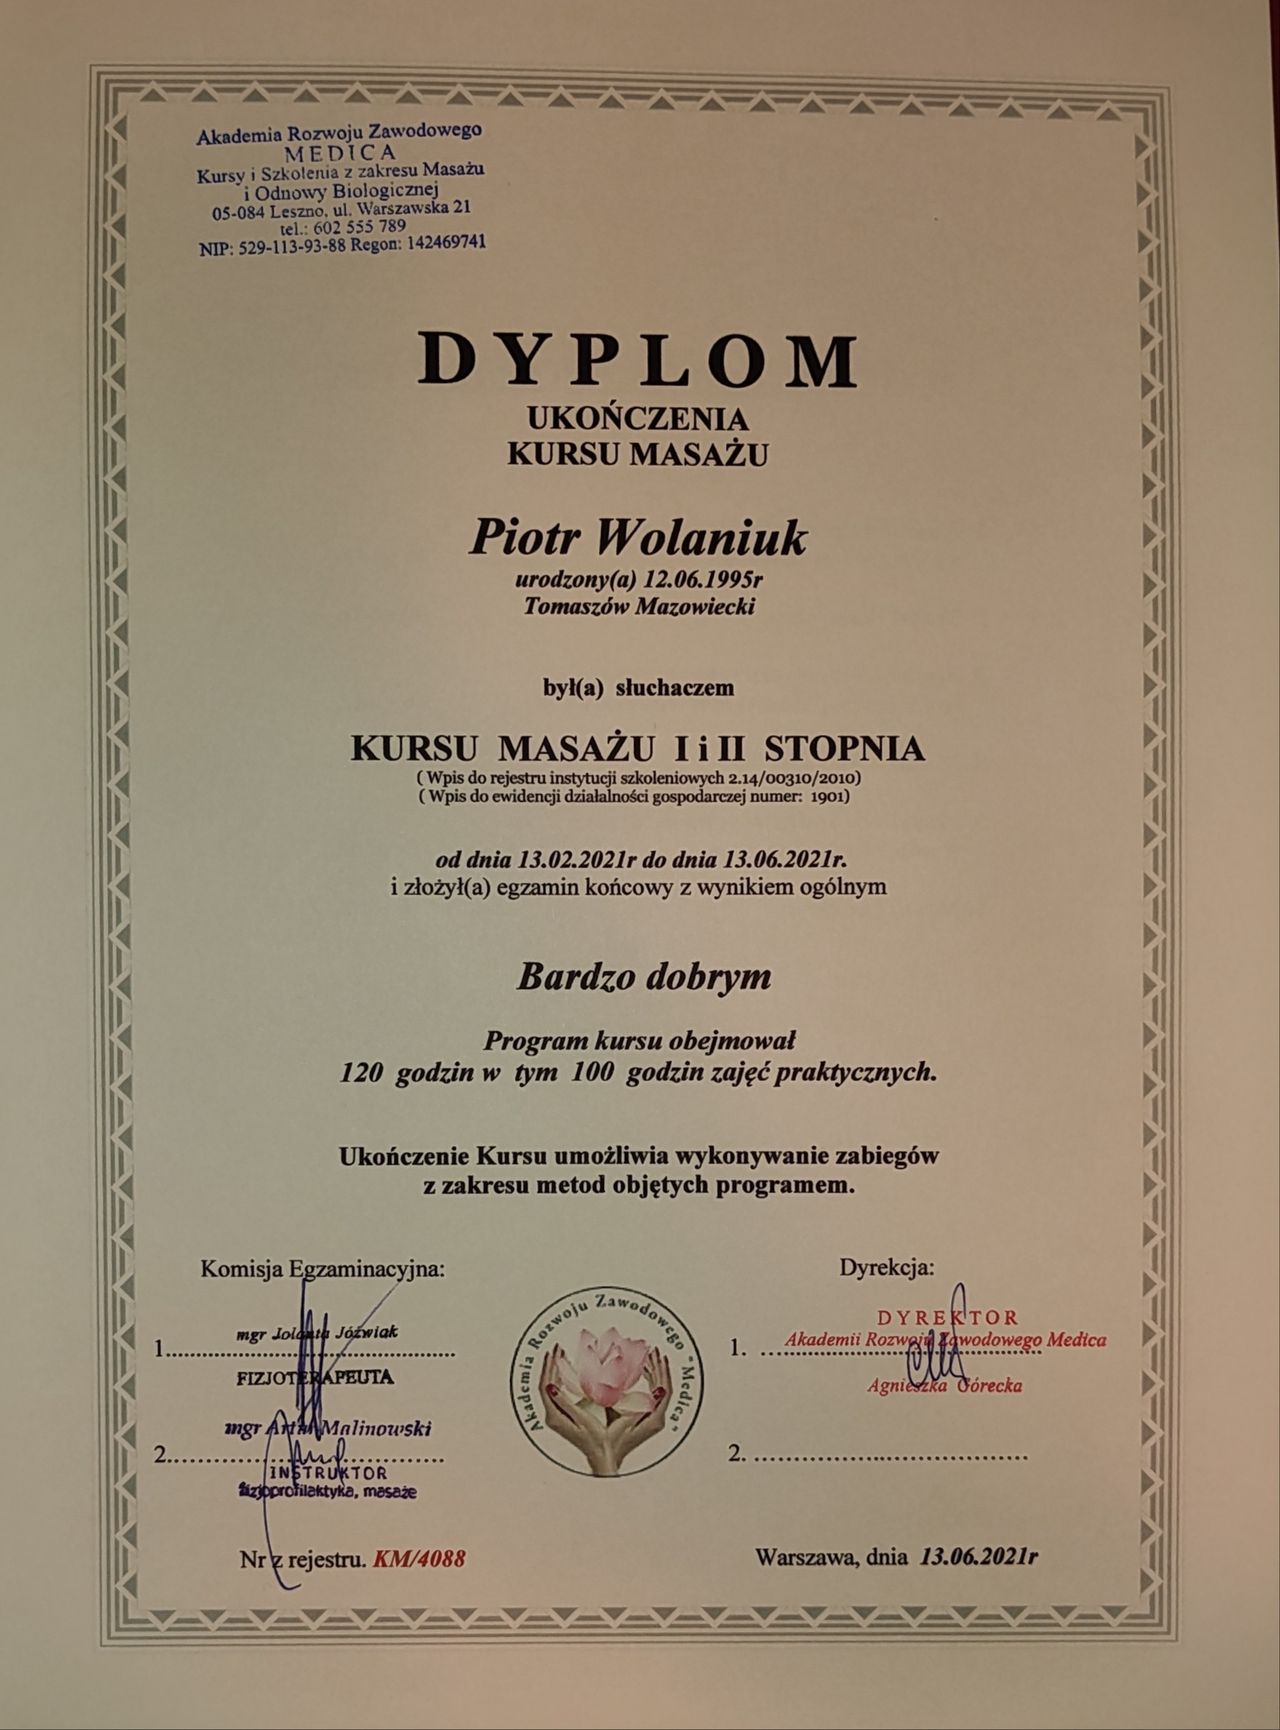 Akademia Rozwoju Zawodowego
MEDICA
Kursy i Szkolenia z zakresu Masażu
i Odnowy Biologicznej
05-084 Leszno, ul. Warszawska 21
tel.: 602 555 789
NIP: 529-113-93-88 Regon: 142469741
DYPLOM
UKOŃCZENIA
KURSU MASAŻU
Piotr Wolaniuk
urodzony(a) 12.06.1995r
Tomaszów Mazowiecki
był(a) słuchaczem
KURSU MASAŻU I i II STOPNIA
( Wpis do rejestru instytucji szkoleniowych 2.14/00310/2010)
( Wpis do ewidencji działalności gospodarczej numer: 1901)
od dnia 13.02.2021r do dnia 13.06.2021r.
i złożył(a) egzamin końcowy z wynikiem ogólnym
Bardzo dobrym
Program kursu obejmował
120 godzin w tym 100 godzin zajęć praktycznych.
Ukończenie Kursu umożliwia wykonywanie zabiegów
z zakresu metod objętych programem.
Komisja Egzaminacyjna:
mgr Jolanta Jóźwiak
1...............................................
FIZJOTERAPEUTA
mgr Artur Malinowski
2............................................
INSTRUKTOR
fizjoprofilaktyka, masaże
Nr z rejestru. KM/4088
Akademia Rozwoju Zawodowego "Medica"
Dyrekcja:
DYREKTOR
Akademii Rozwoju Zawodowego Medica
1. .............................................
Agnieszka Górecka
2. ............................................
Warszawa, dnia 13.06.2021r